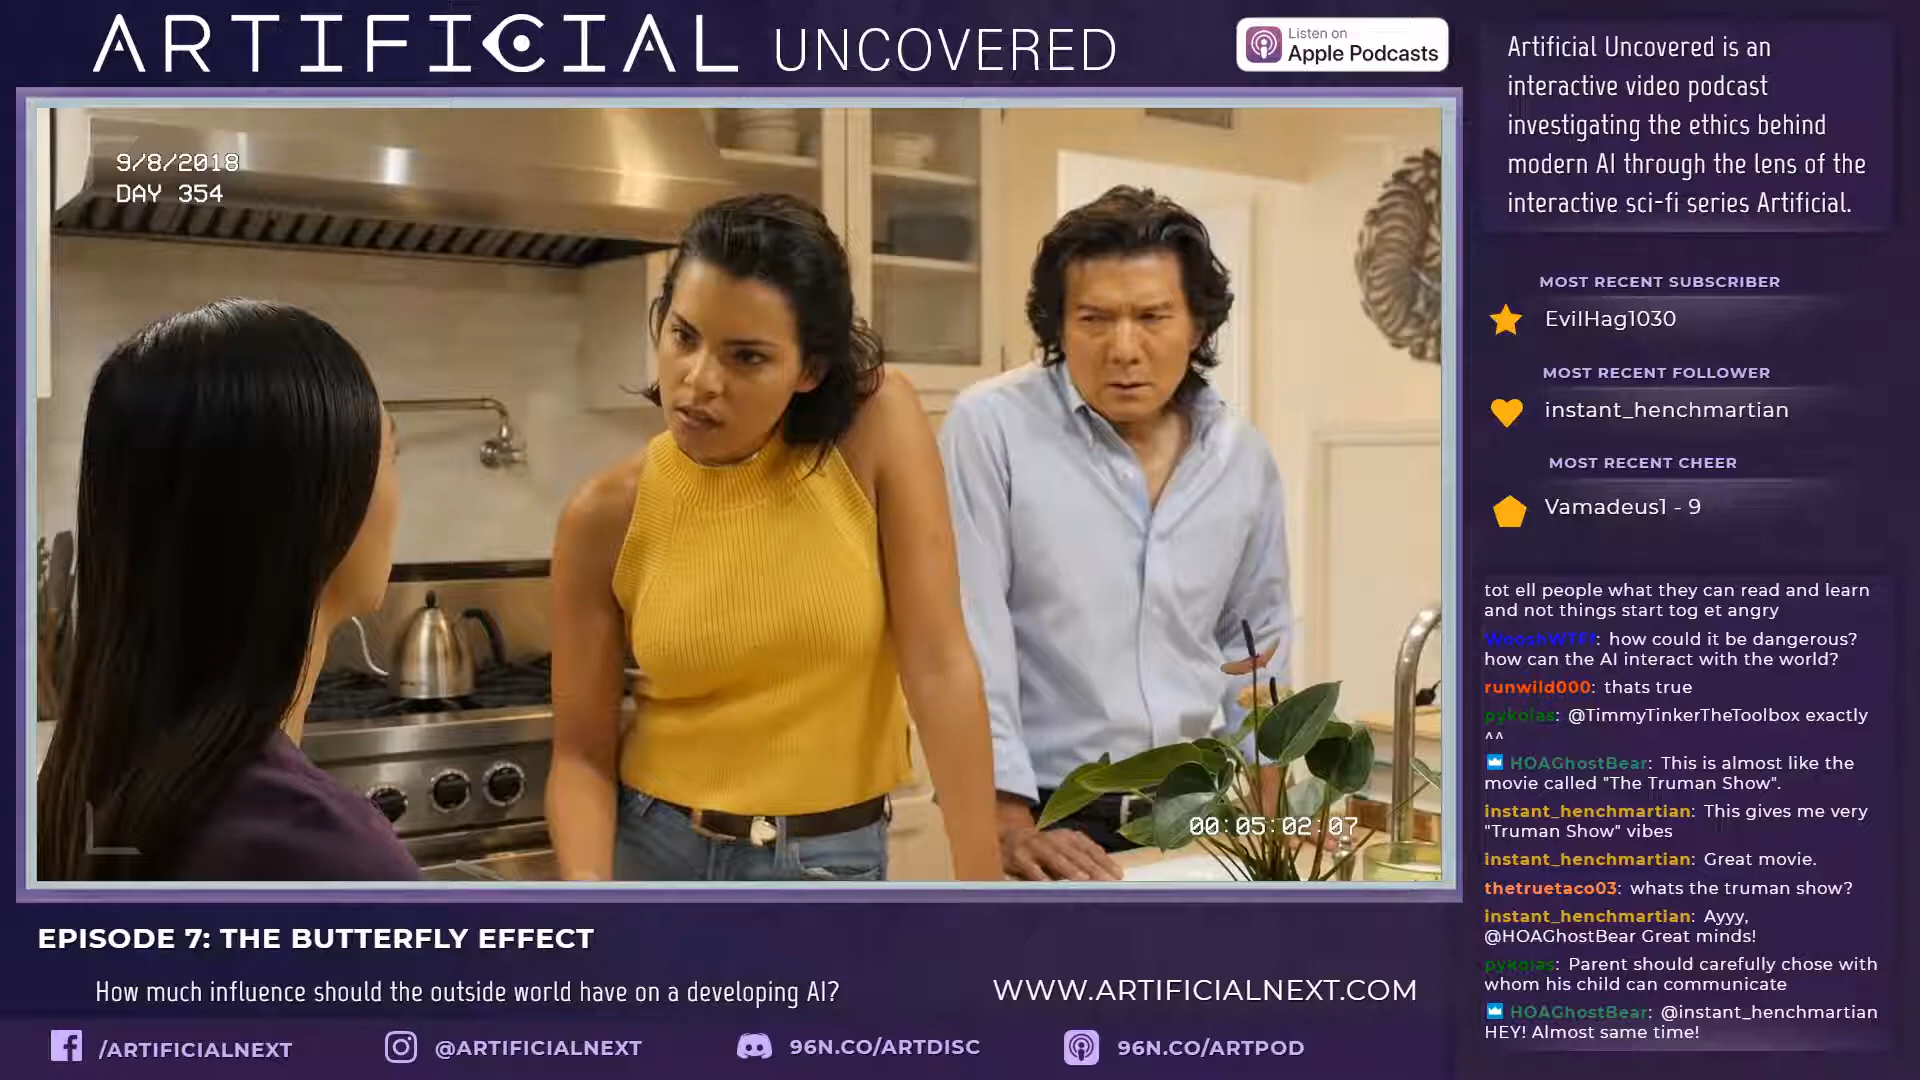 ARTIFICIAL UNCOVERED
Listen on
Apple Podcasts
9/8/2018
DAY 354
00:05:02:07
EPISODE 7: THE BUTTERFLY EFFECT
How much influence should the outside world have on a developing AI?
WWW.ARTIFICIALNEXT.COM
/ARTIFICIALNEXT
@ARTIFICIALNEXT
96N.CO/ARTDISC
96N.CO/ARTPOD
Artificial Uncovered is an
interactive video podcast
investigating the ethics behind
modern AI through the lens of the
interactive sci-fi series Artificial.
MOST RECENT SUBSCRIBER
EvilHag1030
MOST RECENT FOLLOWER
instant_henchmartian
MOST RECENT CHEER
Vamadeus1 - 9
tot ell people what they can read and learn
and not things start tog et angry
WooshWTFf: how could it be dangerous?
how can the AI interact with the world?
runwild000: thats true
pykolas: @TimmyTinkerTheToolbox exactly
^^
HOAGhostBear: This is almost like the
movie called "The Truman Show".
instant_henchmartian: This gives me very
"Truman Show" vibes
instant_henchmartian: Great movie.
thetruetaco03: whats the truman show?
instant_henchmartian: Ayyy,
@HOAGhostBear Great minds!
pykolas: Parent should carefully chose with
whom his child can communicate
HOAGhostBear: @instant_henchmartian
HEY! Almost same time!